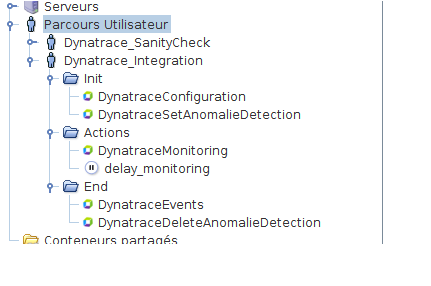 Serveurs
Parcours Utilisateur
Dynatrace_SanityCheck
Dynatrace_Integration
Init
DynatraceConfiguration
DynatraceSetAnomalieDetection
Actions
DynatraceMonitoring
delay_monitoring
End
DynatraceEvents
DynatraceDeleteAnomalieDetection
Conteneurs partagés